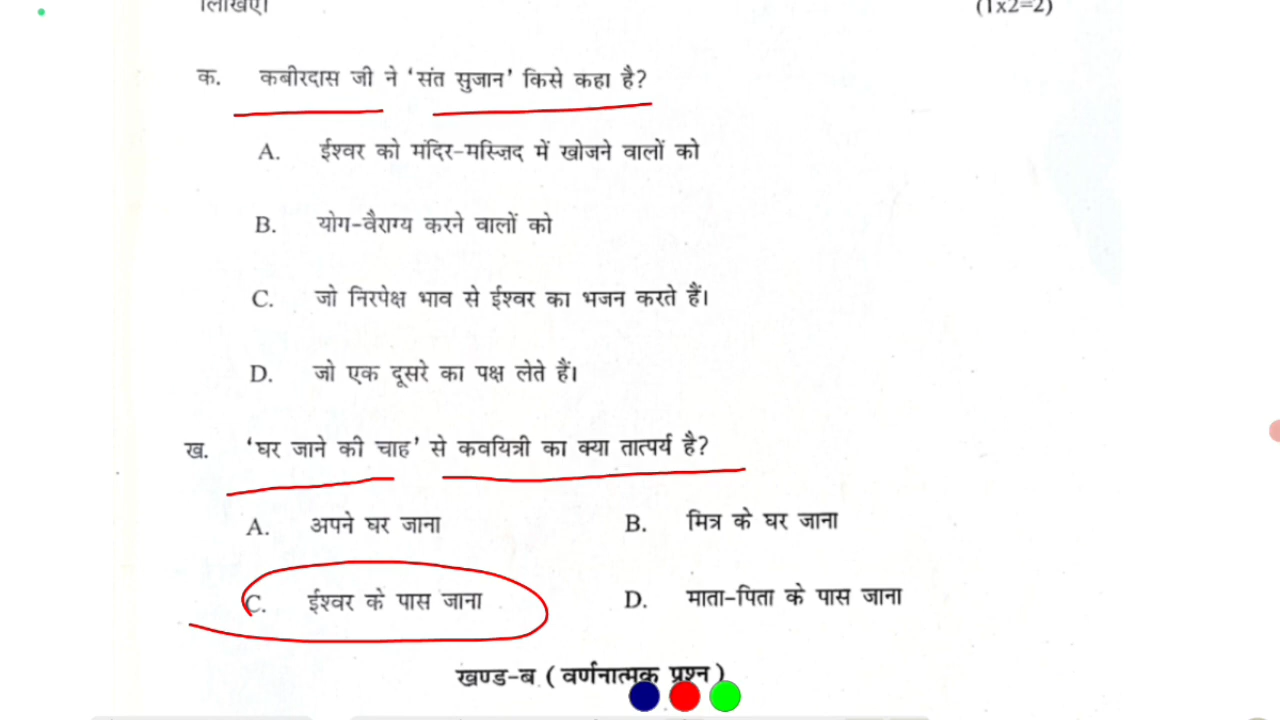 लिखिए। (1x2=2)
क. कबीरदास जी ने ‘संत सुजान’ किसे कहा है?
A. ईश्वर को मंदिर-मस्ज़िद में खोजने वालों को
B. योग-वैराग्य करने वालों को
C. जो निरपेक्ष भाव से ईश्वर का भजन करते हैं।
D. जो एक दूसरे का पक्ष लेते हैं।
ख. ‘घर जाने की चाह’ से कवयित्री का क्या तात्पर्य है?
A. अपने घर जाना B. मित्र के घर जाना
C. ईश्वर के पास जाना D. माता-पिता के पास जाना
खण्ड-ब ( वर्णनात्मक प्रश्न )